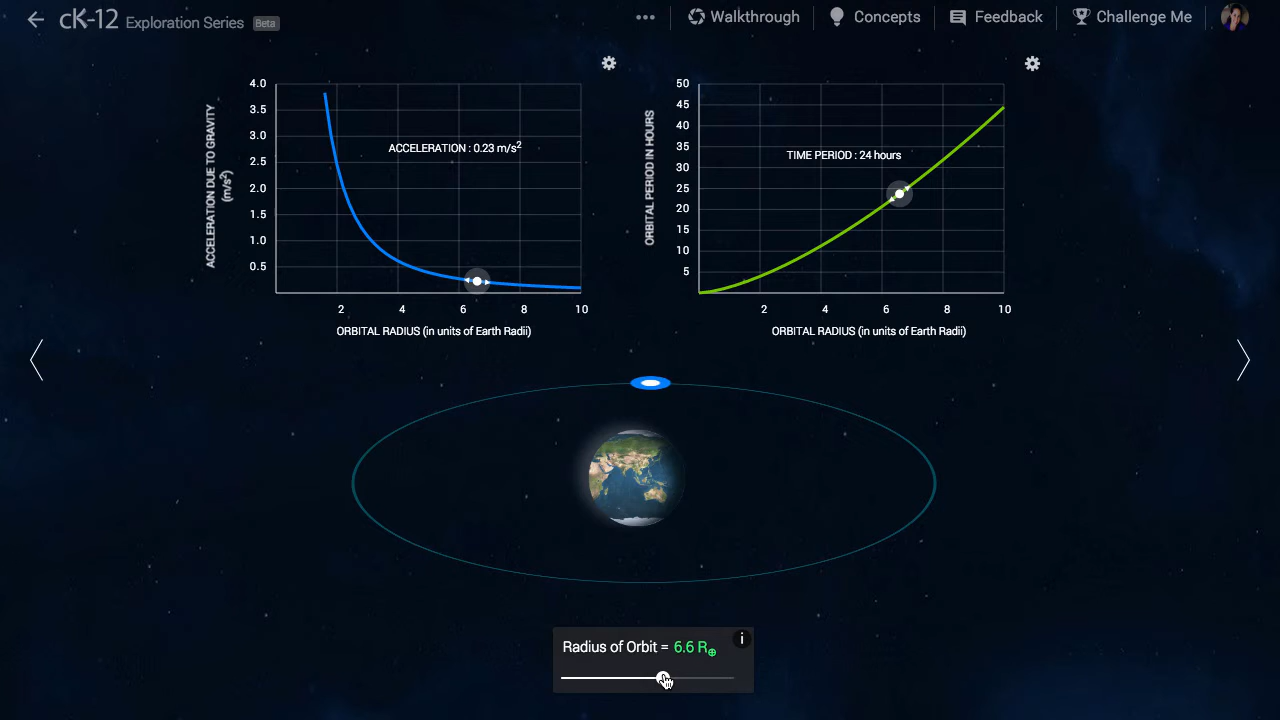 cK-12 Exploration Series Beta
••• Walkthrough Concepts Feedback Challenge Me
ACCELERATION DUE TO GRAVITY
(m/s²)
4.0
3.5
3.0
2.5
2.0
1.5
1.0
0.5
ACCELERATION : 0.23 m/s²
2 4 6 8 10
ORBITAL RADIUS (in units of Earth Radii)
ORBITAL PERIOD IN HOURS
50
45
40
35
30
25
20
15
10
5
TIME PERIOD : 24 hours
2 4 6 8 10
ORBITAL RADIUS (in units of Earth Radii)
Radius of Orbit = 6.6 R⊕
i